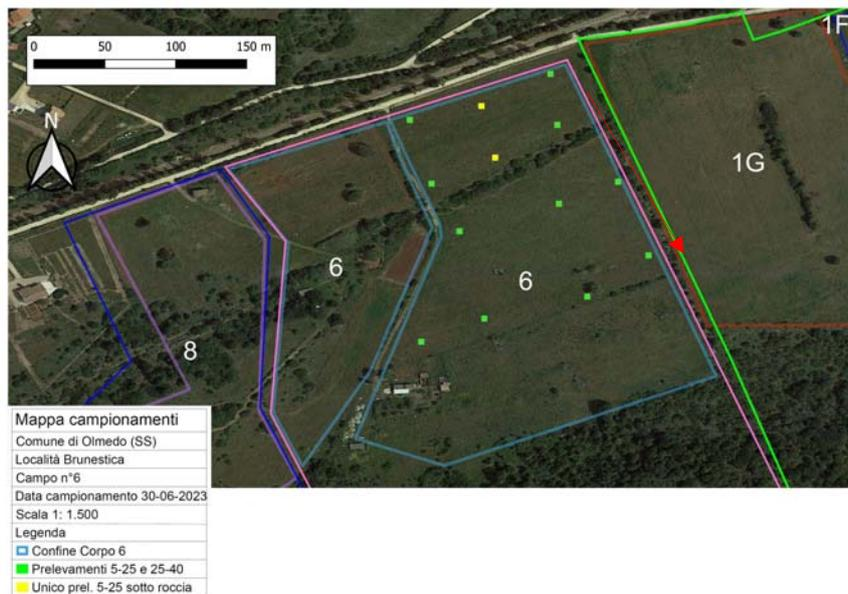 0 50 100 150 m
1F
N
1G
6
6
8
Mappa campionamenti
Comune di Olmedo (SS)
Località Brunestica
Campo n°6
Data campionamento 30-06-2023
Scala 1: 1.500
Legenda
Confine Corpo 6
Prelevamenti 5-25 e 25-40
Unico prel. 5-25 sotto roccia